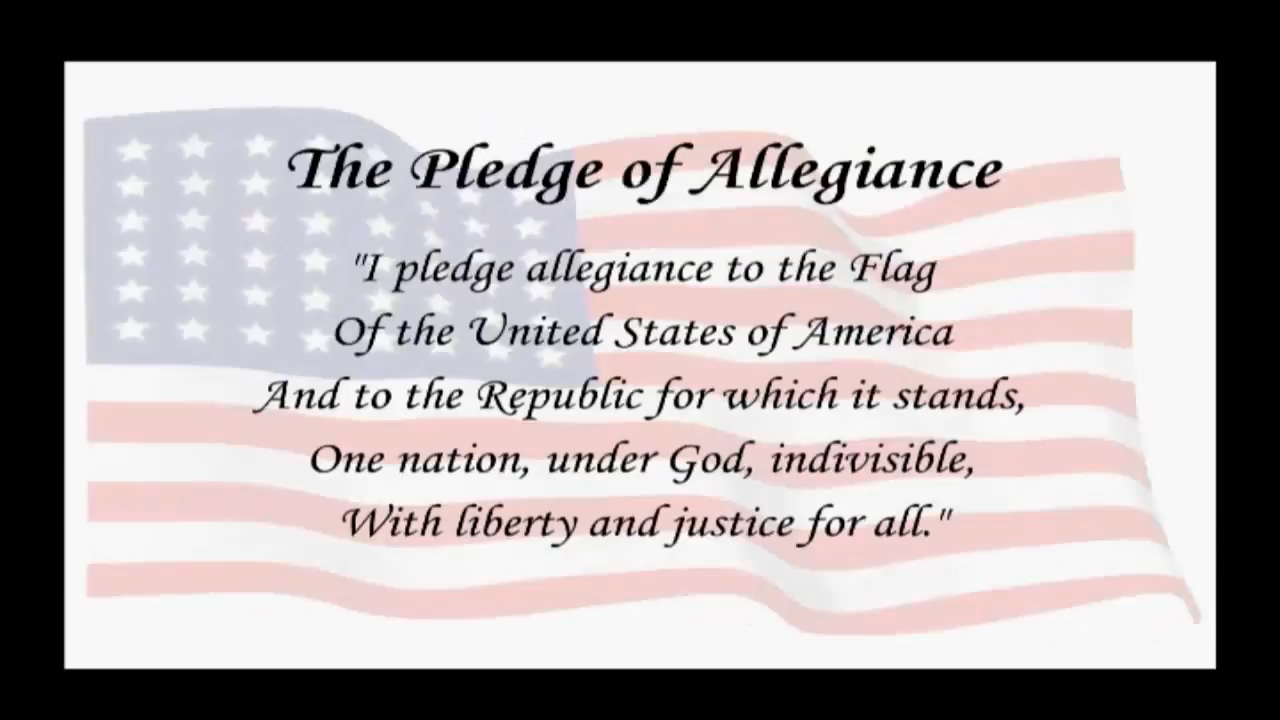 The Pledge of Allegiance
"I pledge allegiance to the Flag
Of the United States of America
And to the Republic for which it stands,
One nation, under God, indivisible,
With liberty and justice for all."